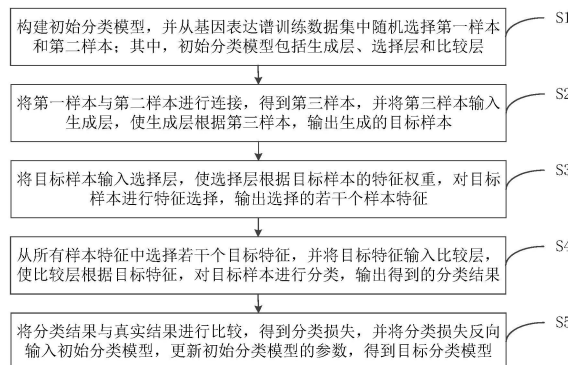 构建初始分类模型，并从基因表达谱训练数据集中随机选择第一样本
和第二样本；其中，初始分类模型包括生成层、选择层和比较层
S1
将第一样本与第二样本进行连接，得到第三样本，并将第三样本输入
生成层，使生成层根据第三样本，输出生成的目标样本
S2
将目标样本输入选择层，使选择层根据目标样本的特征权重，对目标
样本进行特征选择，输出选择的若干个样本特征
S3
从所有样本特征中选择若干个目标特征，并将目标特征输入比较层，
使比较层根据目标特征，对目标样本进行分类，输出得到的分类结果
S4
将分类结果与真实结果进行比较，得到分类损失，并将分类损失反向
输入初始分类模型，更新初始分类模型的参数，得到目标分类模型
S5